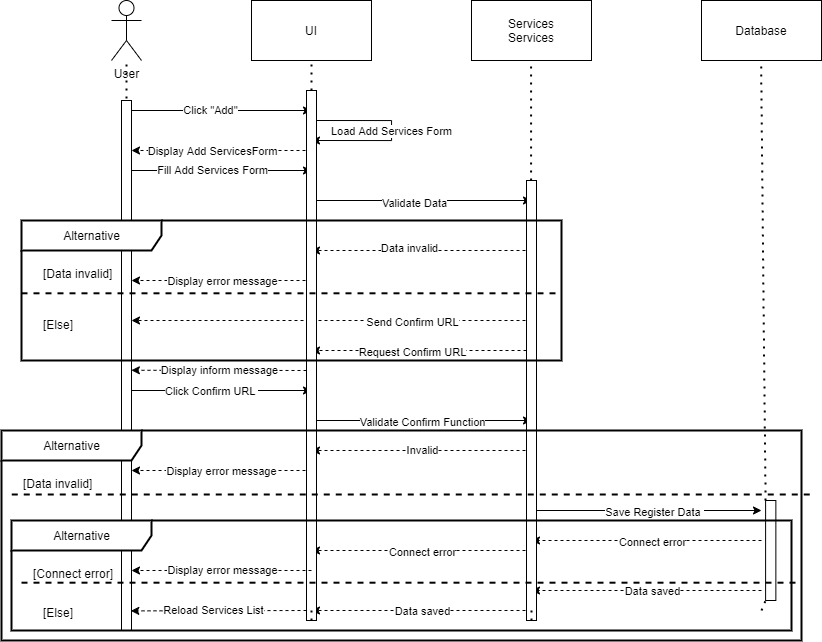 UI
Services
Services
Database
User
Click "Add"
Load Add Services Form
Display Add ServicesForm
Fill Add Services Form
Validate Data
Alternative
Data invalid
[Data invalid]
Display error message
[Else]
Send Confirm URL
Request Confirm URL
Display inform message
Click Confirm URL
Validate Confirm Function
Alternative
Invalid
Display error message
[Data invalid]
Save Register Data
Alternative
Connect error
Connect error
[Connect error]
Display error message
Data saved
[Else]
Reload Services List
Data saved